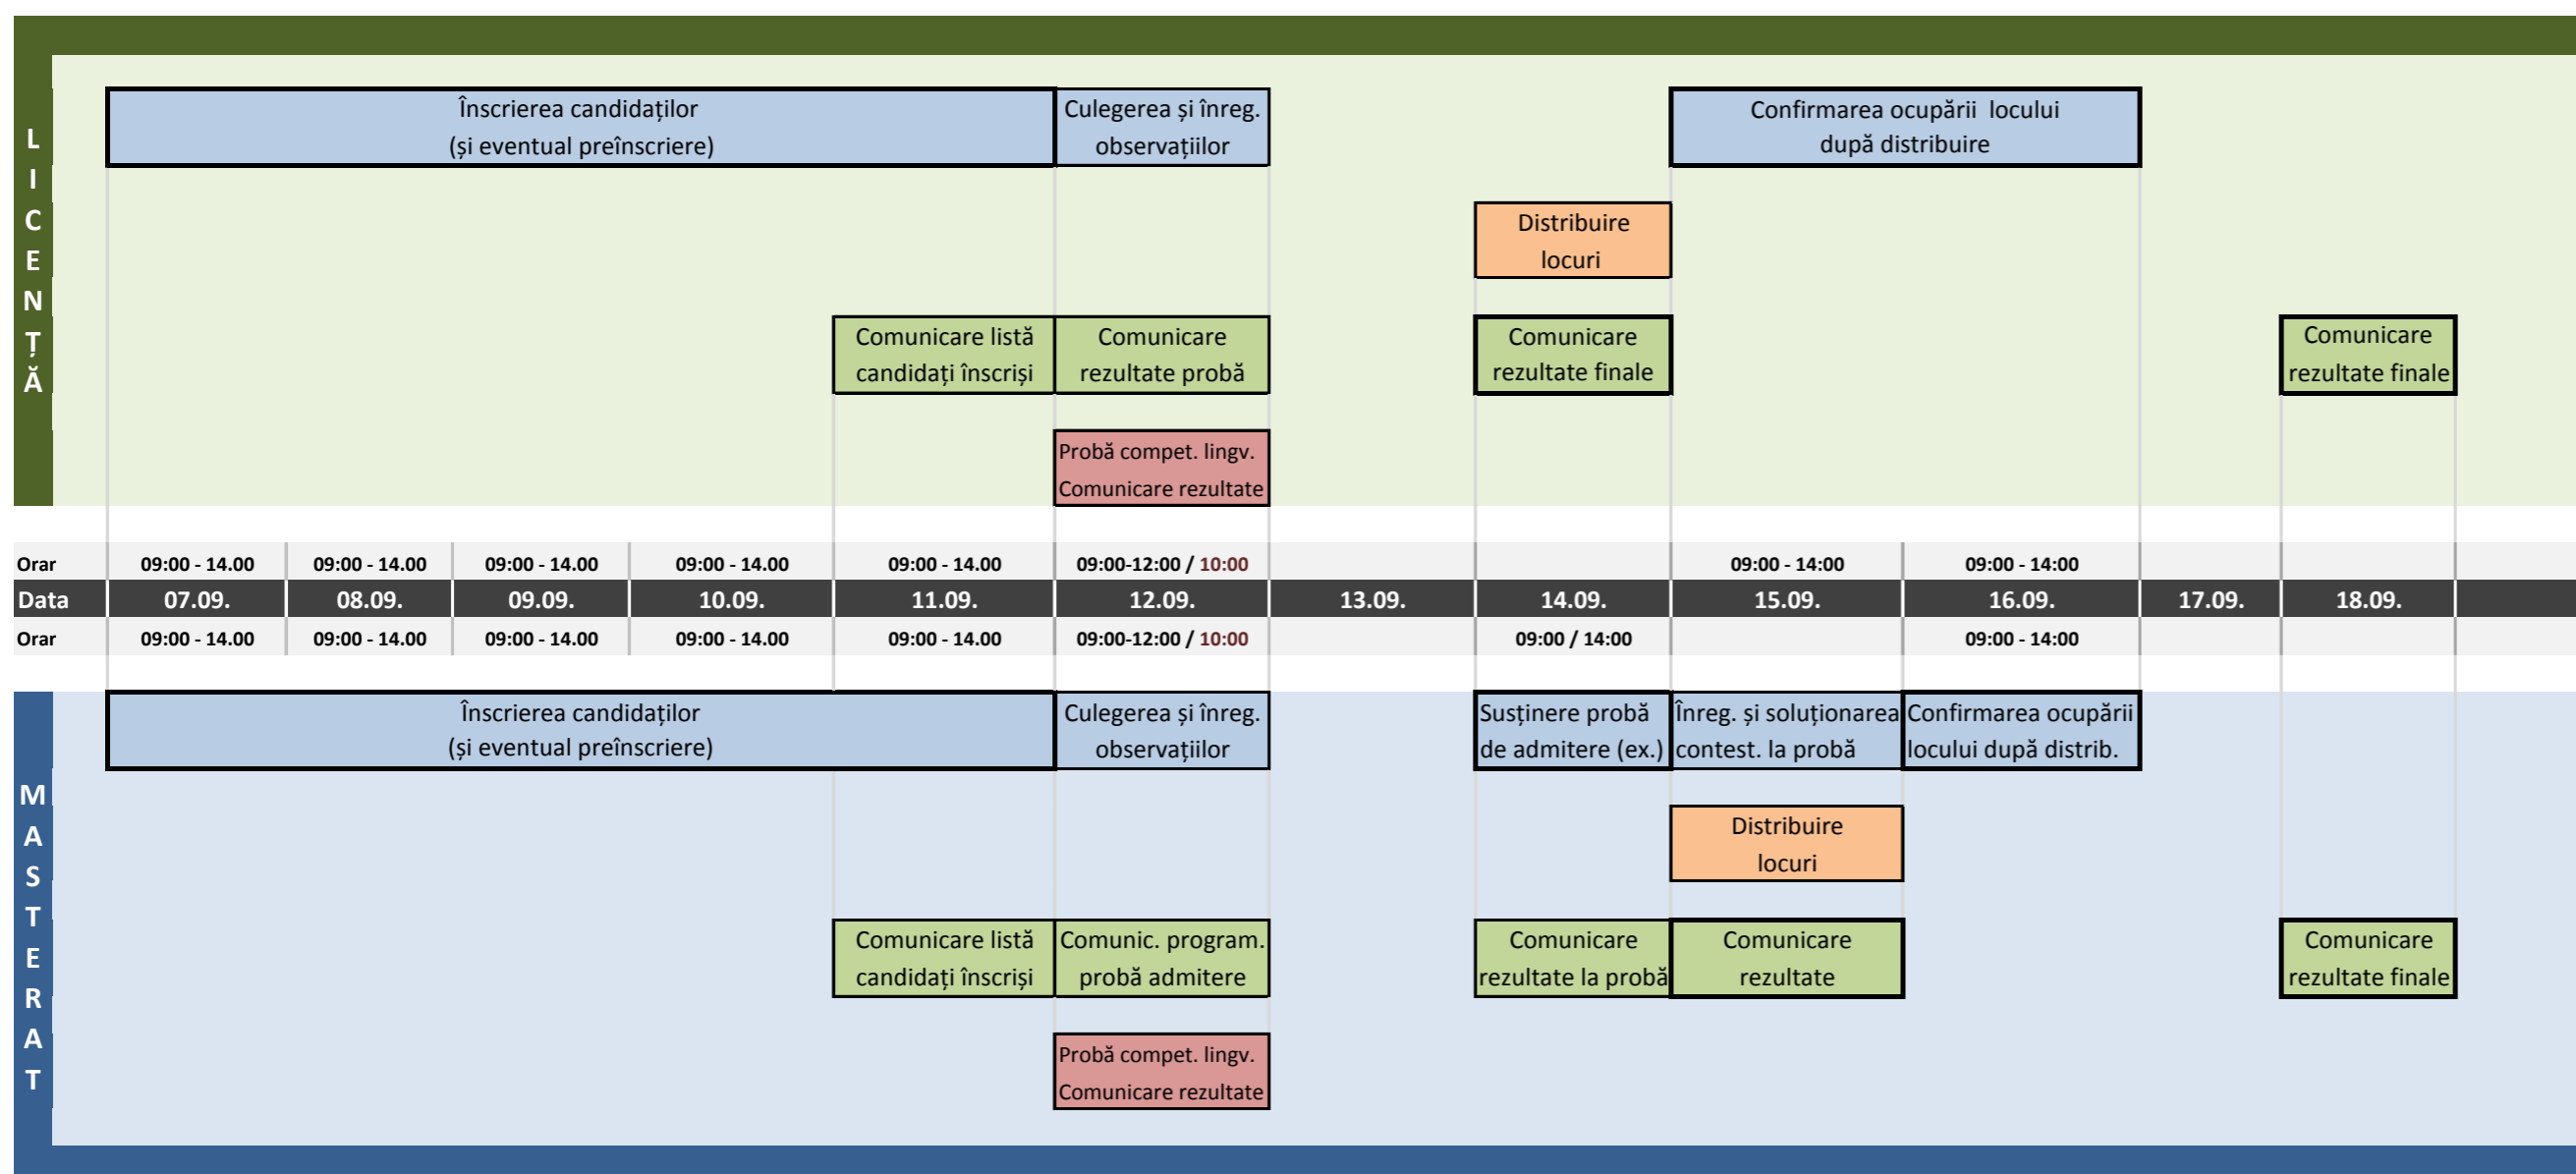 LICENȚĂ
Înscrierea candidaților
(și eventual preînscriere)
Culegerea și înreg.
observațiilor
Confirmarea ocupării locului
după distribuire
Distribuire
locuri
Comunicare listă
candidați înscriși
Comunicare
rezultate probă
Comunicare
rezultate finale
Comunicare
rezultate finale
Probă compet. lingv.
Comunicare rezultate
Orar 09:00 - 14.00 09:00 - 14.00 09:00 - 14.00 09:00 - 14.00 09:00 - 14.00 09:00-12:00 / 10:00 09:00 - 14:00 09:00 - 14:00
Data 07.09. 08.09. 09.09. 10.09. 11.09. 12.09. 13.09. 14.09. 15.09. 16.09. 17.09. 18.09.
Orar 09:00 - 14.00 09:00 - 14.00 09:00 - 14.00 09:00 - 14.00 09:00 - 14.00 09:00-12:00 / 10:00 09:00 / 14:00 09:00 - 14:00
MASTERAT
Înscrierea candidaților
(și eventual preînscriere)
Culegerea și înreg.
observațiilor
Susținere probă
de admitere (ex.)
Înreg. și soluționarea
contest. la probă
Confirmarea ocupării
locului după distrib.
Distribuire
locuri
Comunicare listă
candidați înscriși
Comunic. program.
probă admitere
Comunicare
rezultate la probă
Comunicare
rezultate
Comunicare
rezultate finale
Probă compet. lingv.
Comunicare rezultate